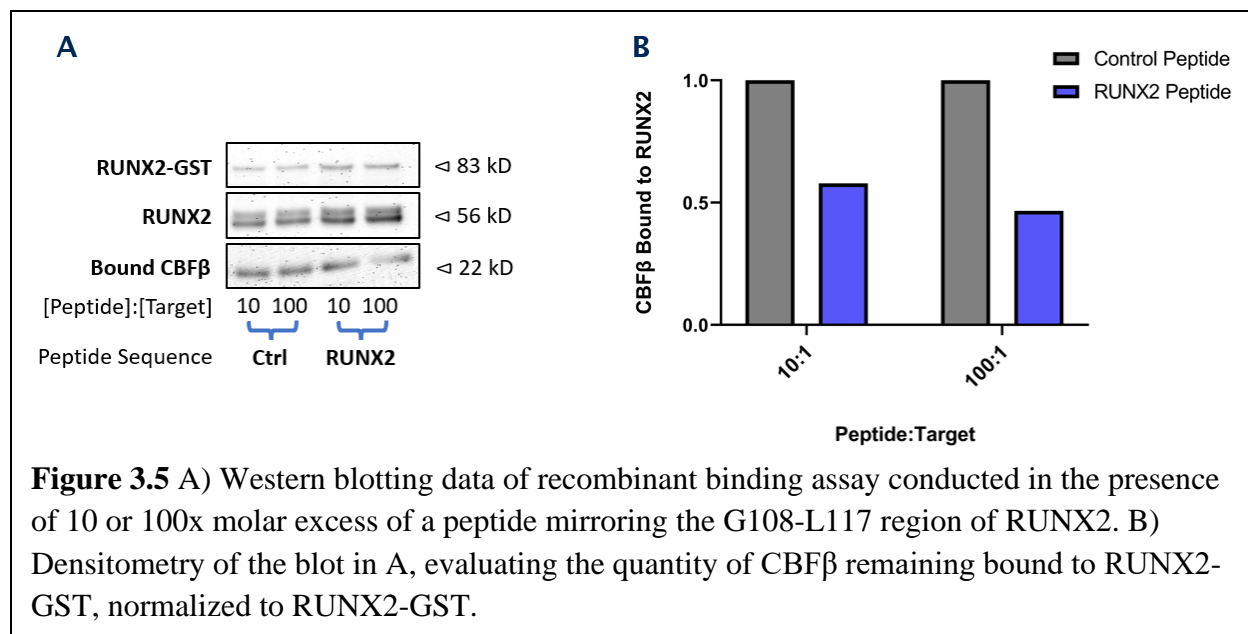 A
RUNX2-GST ⊲ 83 kD
RUNX2 ⊲ 56 kD
Bound CBFβ ⊲ 22 kD
[Peptide]:[Target] 10 100 10 100
Peptide Sequence Ctrl RUNX2
B
Control Peptide
RUNX2 Peptide
CBFβ Bound to RUNX2
1.0
0.5
0.0
10:1 100:1
Peptide:Target
Figure 3.5 A) Western blotting data of recombinant binding assay conducted in the presence
of 10 or 100x molar excess of a peptide mirroring the G108-L117 region of RUNX2. B)
Densitometry of the blot in A, evaluating the quantity of CBFβ remaining bound to RUNX2-
GST, normalized to RUNX2-GST.